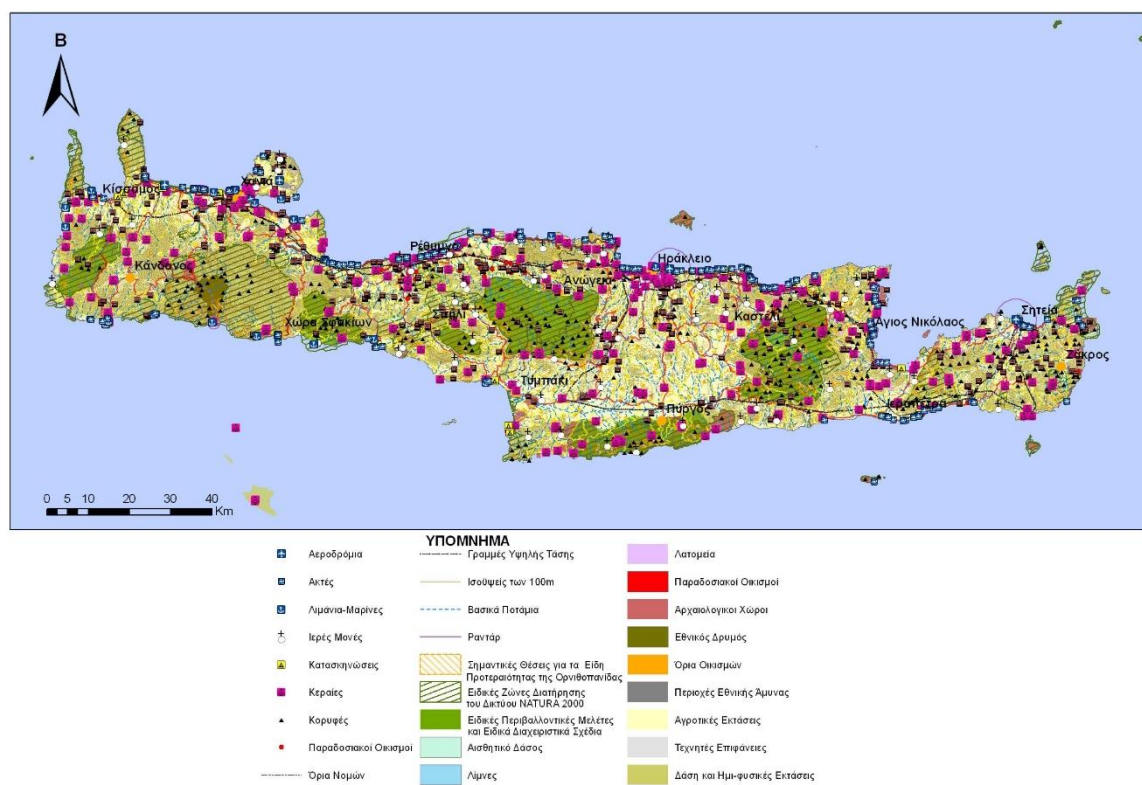 Β
Κίσσαμος
Χανιά
Ρέθυμνο
Ηράκλειο
Κάνδανος
Ανώγεια
Χώρα Σφακίων
Σπήλι
Καστέλι
Άγιος Νικόλαος
Σητεία
Ζάκρος
Τυμπάκι
Πύργος
Ιεράπετρα
0 5 10 20 30 40
Km
ΥΠΟΜΝΗΜΑ
Αεροδρόμια
Ακτές
Λιμάνια-Μαρίνες
Ιερές Μονές
Κατασκηνώσεις
Κεραίες
Κορυφές
Παραδοσιακοί Οικισμοί
Όρια Νομών
Γραμμές Υψηλής Τάσης
Ισοϋψείς των 100m
Βασικά Ποτάμια
Ραντάρ
Σημαντικές Θέσεις για τα Είδη
Προτεραιότητας της Ορνιθοπανίδας
Ειδικές Ζώνες Διατήρησης
του Δικτύου NATURA 2000
Ειδικές Περιβαλλοντικές Μελέτες
και Ειδικά Διαχειριστικά Σχέδια
Αισθητικό Δάσος
Λίμνες
Λατομεία
Παραδοσιακοί Οικισμοί
Αρχαιολογικοι Χώροι
Εθνικός Δρυμός
Όρια Οικισμών
Περιοχές Εθνικής Άμυνας
Αγροτικές Εκτάσεις
Τεχνητές Επιφάνειες
Δάση και Ημι-φυσικές Εκτάσεις